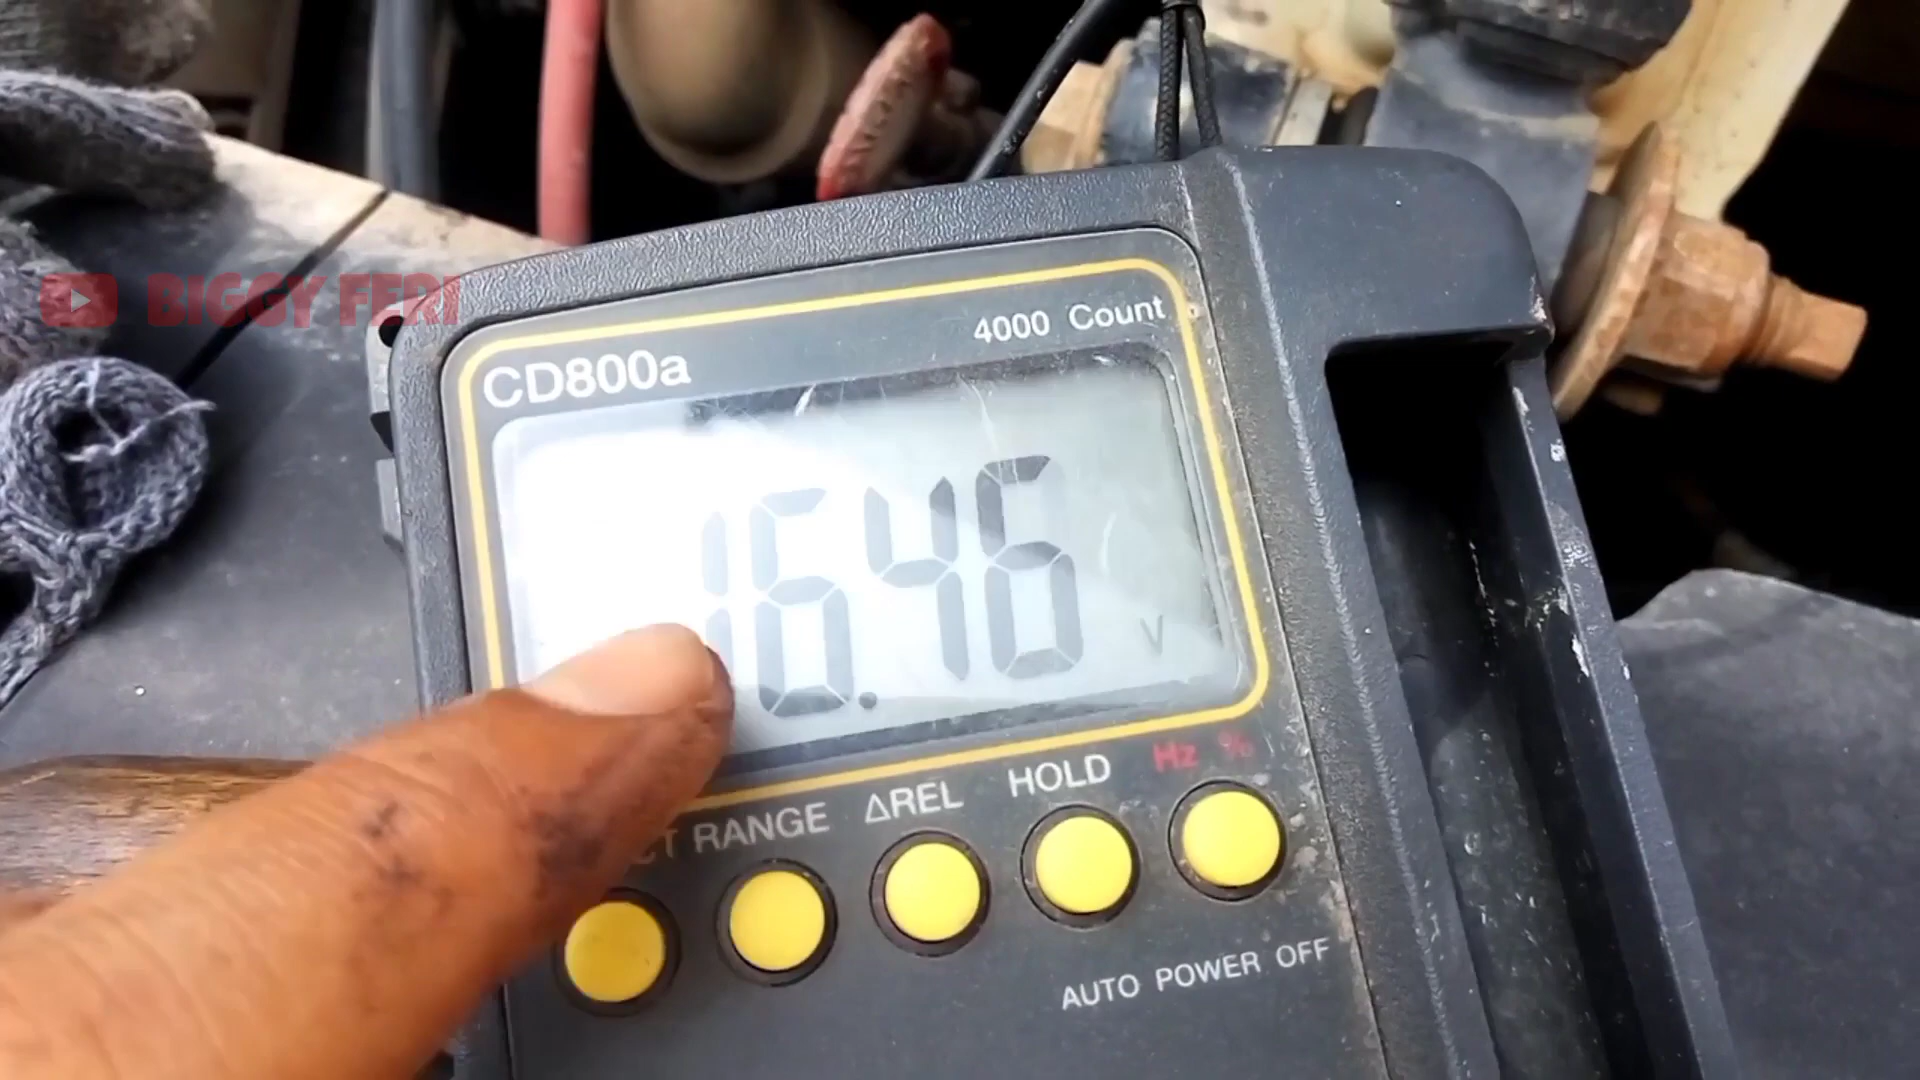 BIGGY FERI
4000 Count
CD800a
16.46 V
RANGE ΔREL HOLD Hz %
AUTO POWER OFF